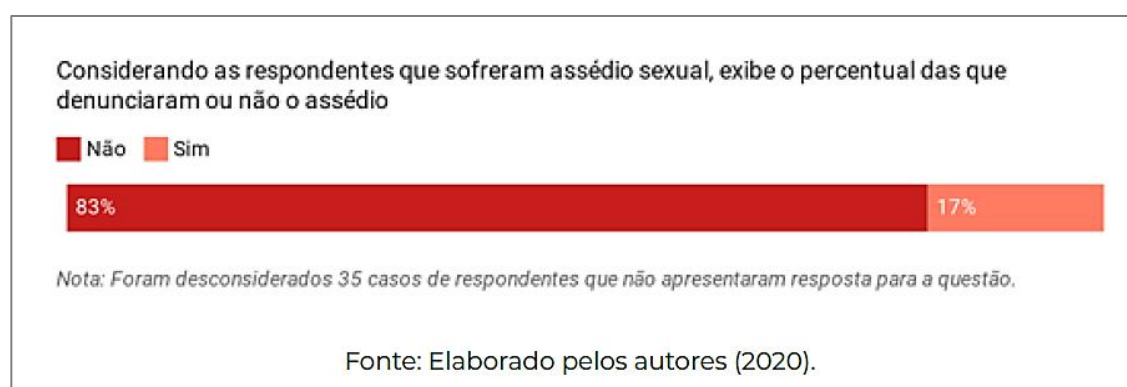 Considerando as respondentes que sofreram assédio sexual, exibe o percentual das que
denunciaram ou não o assédio
Não Sim
83% 17%
Nota: Foram desconsiderados 35 casos de respondentes que não apresentaram resposta para a questão.
Fonte: Elaborado pelos autores (2020).